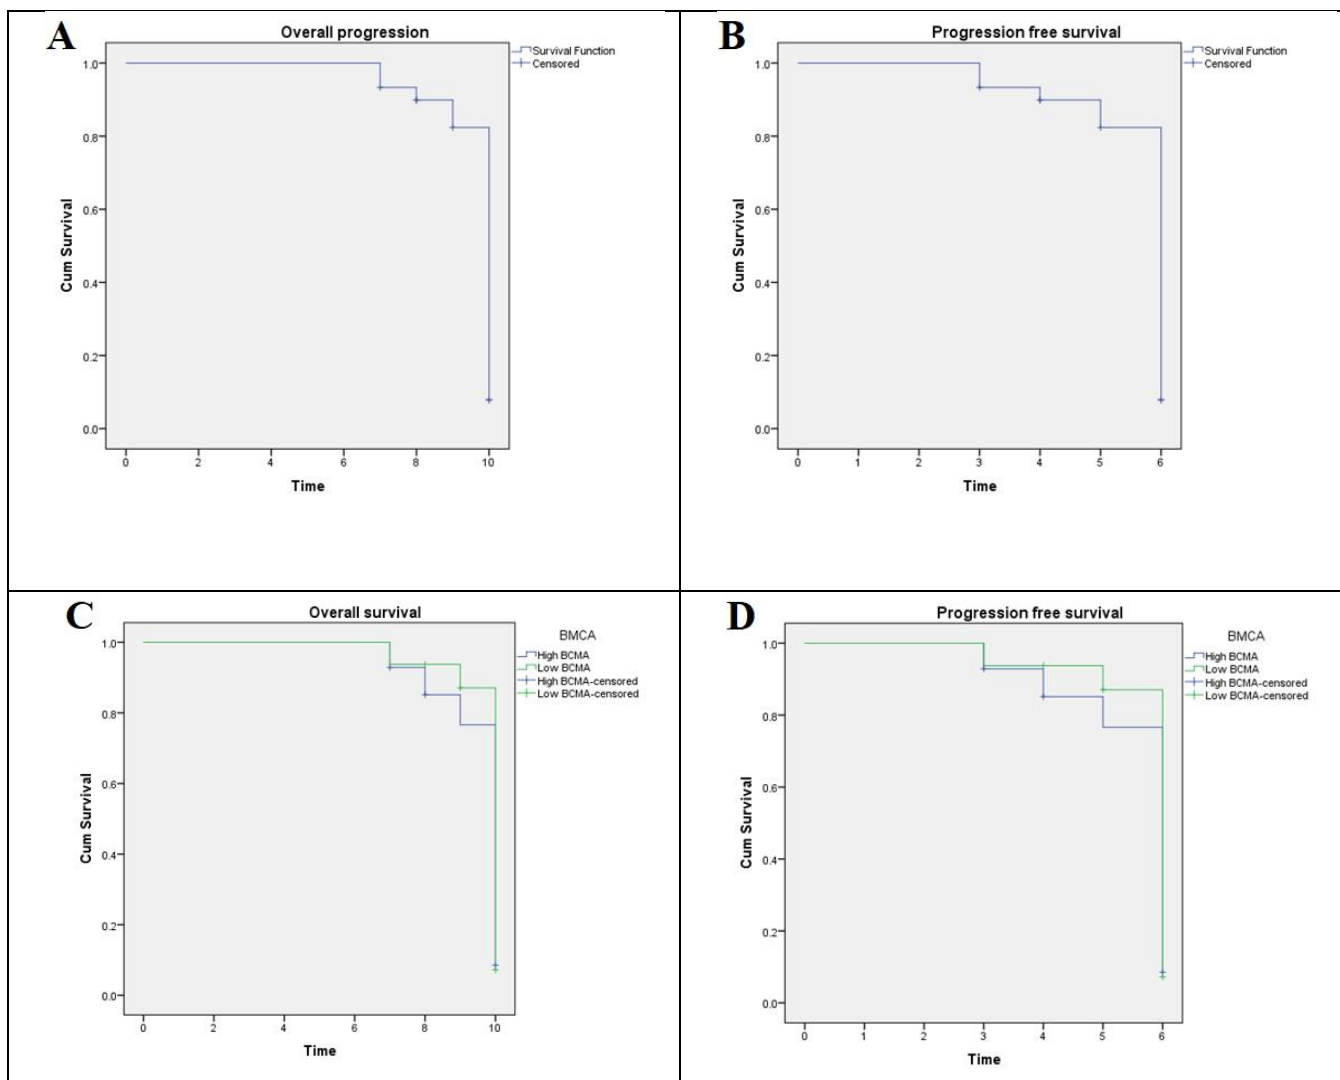 A
Overall progression
Survival Function
Censored
1.0
0.8
0.6
0.4
0.2
0.0
Cum Survival
0 2 4 6 8 10
Time
B
Progression free survival
Survival Function
Censored
1.0
0.8
0.6
0.4
0.2
0.0
Cum Survival
0 1 2 3 4 5 6
Time
C
Overall survival
BMCA
High BCMA
Low BCMA
High BCMA-censored
Low BCMA-censored
1.0
0.8
0.6
0.4
0.2
0.0
Cum Survival
0 2 4 6 8 10
Time
D
Progression free survival
BMCA
High BCMA
Low BCMA
High BCMA-censored
Low BCMA-censored
1.0
0.8
0.6
0.4
0.2
0.0
Cum Survival
0 1 2 3 4 5 6
Time